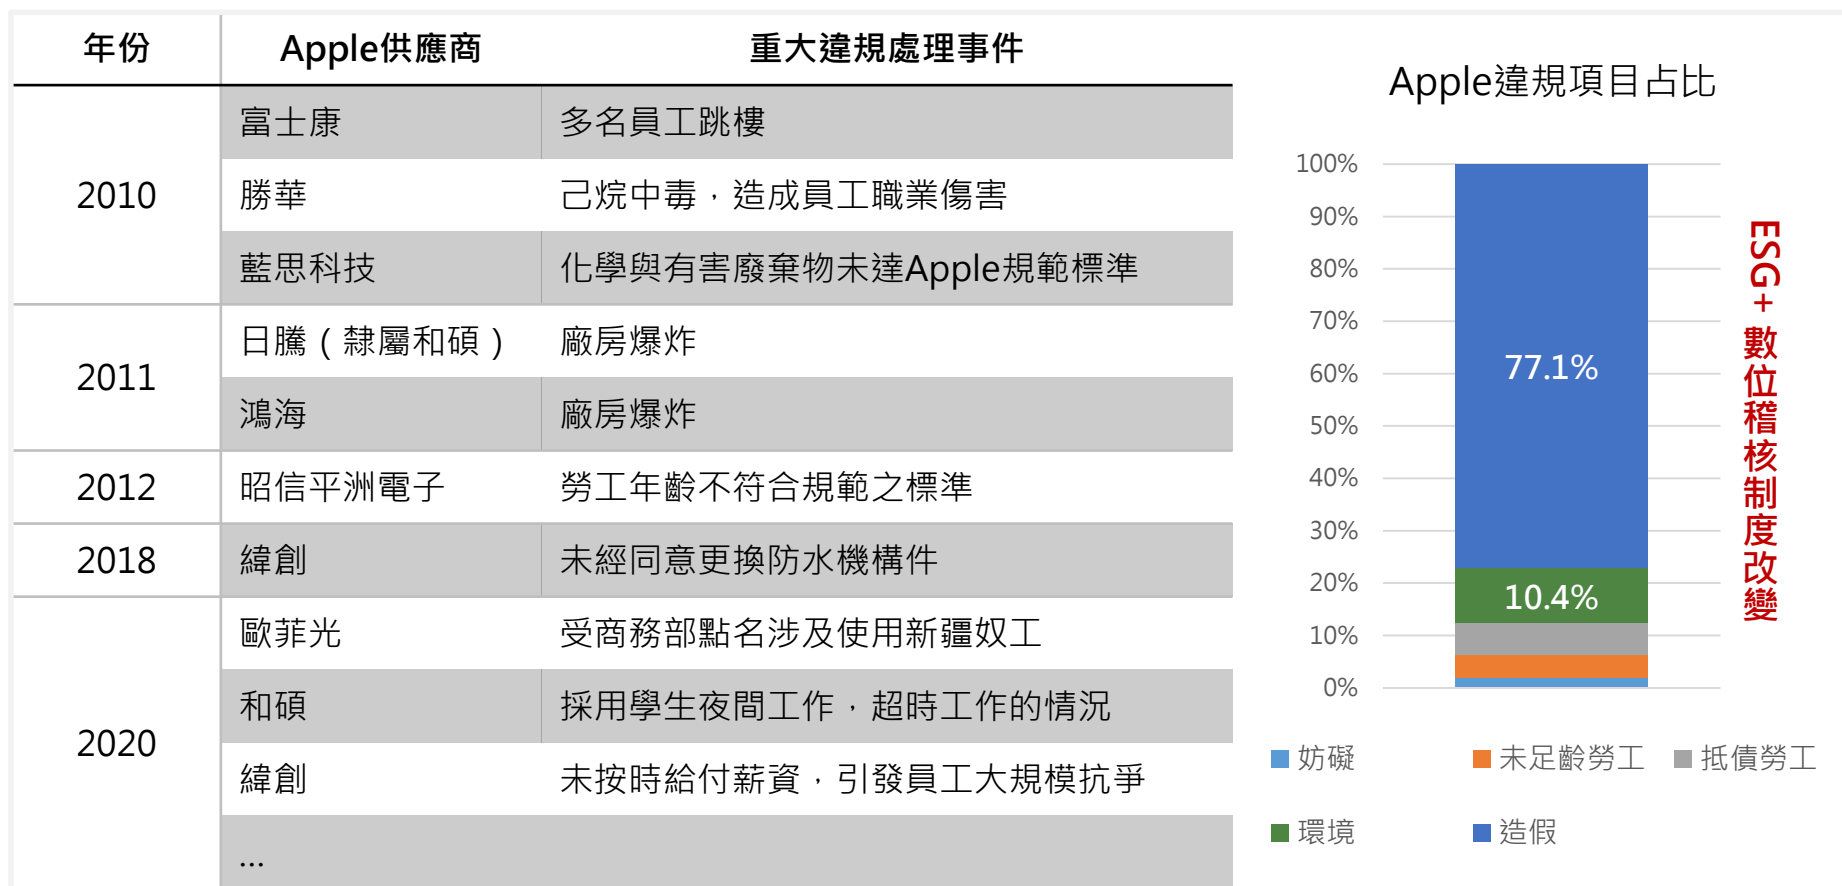 年份 Apple供應商 重大違規處理事件
2010 富士康 多名員工跳樓
勝華 己烷中毒，造成員工職業傷害
藍思科技 化學與有害廢棄物未達Apple規範標準
2011 日騰（隸屬和碩） 廠房爆炸
鴻海 廠房爆炸
2012 昭信平洲電子 勞工年齡不符合規範之標準
2018 緯創 未經同意更換防水機構件
2020 歐菲光 受商務部點名涉及使用新疆奴工
和碩 採用學生夜間工作，超時工作的情況
緯創 未按時給付薪資，引發員工大規模抗爭
...
Apple違規項目占比
100%
90%
80%
70%
60%
50%
40%
30%
20%
10%
0%
77.1%
10.4%
妨礙 未足齡勞工 抵債勞工
環境 造假
ESG+ 數位稽核制度改變